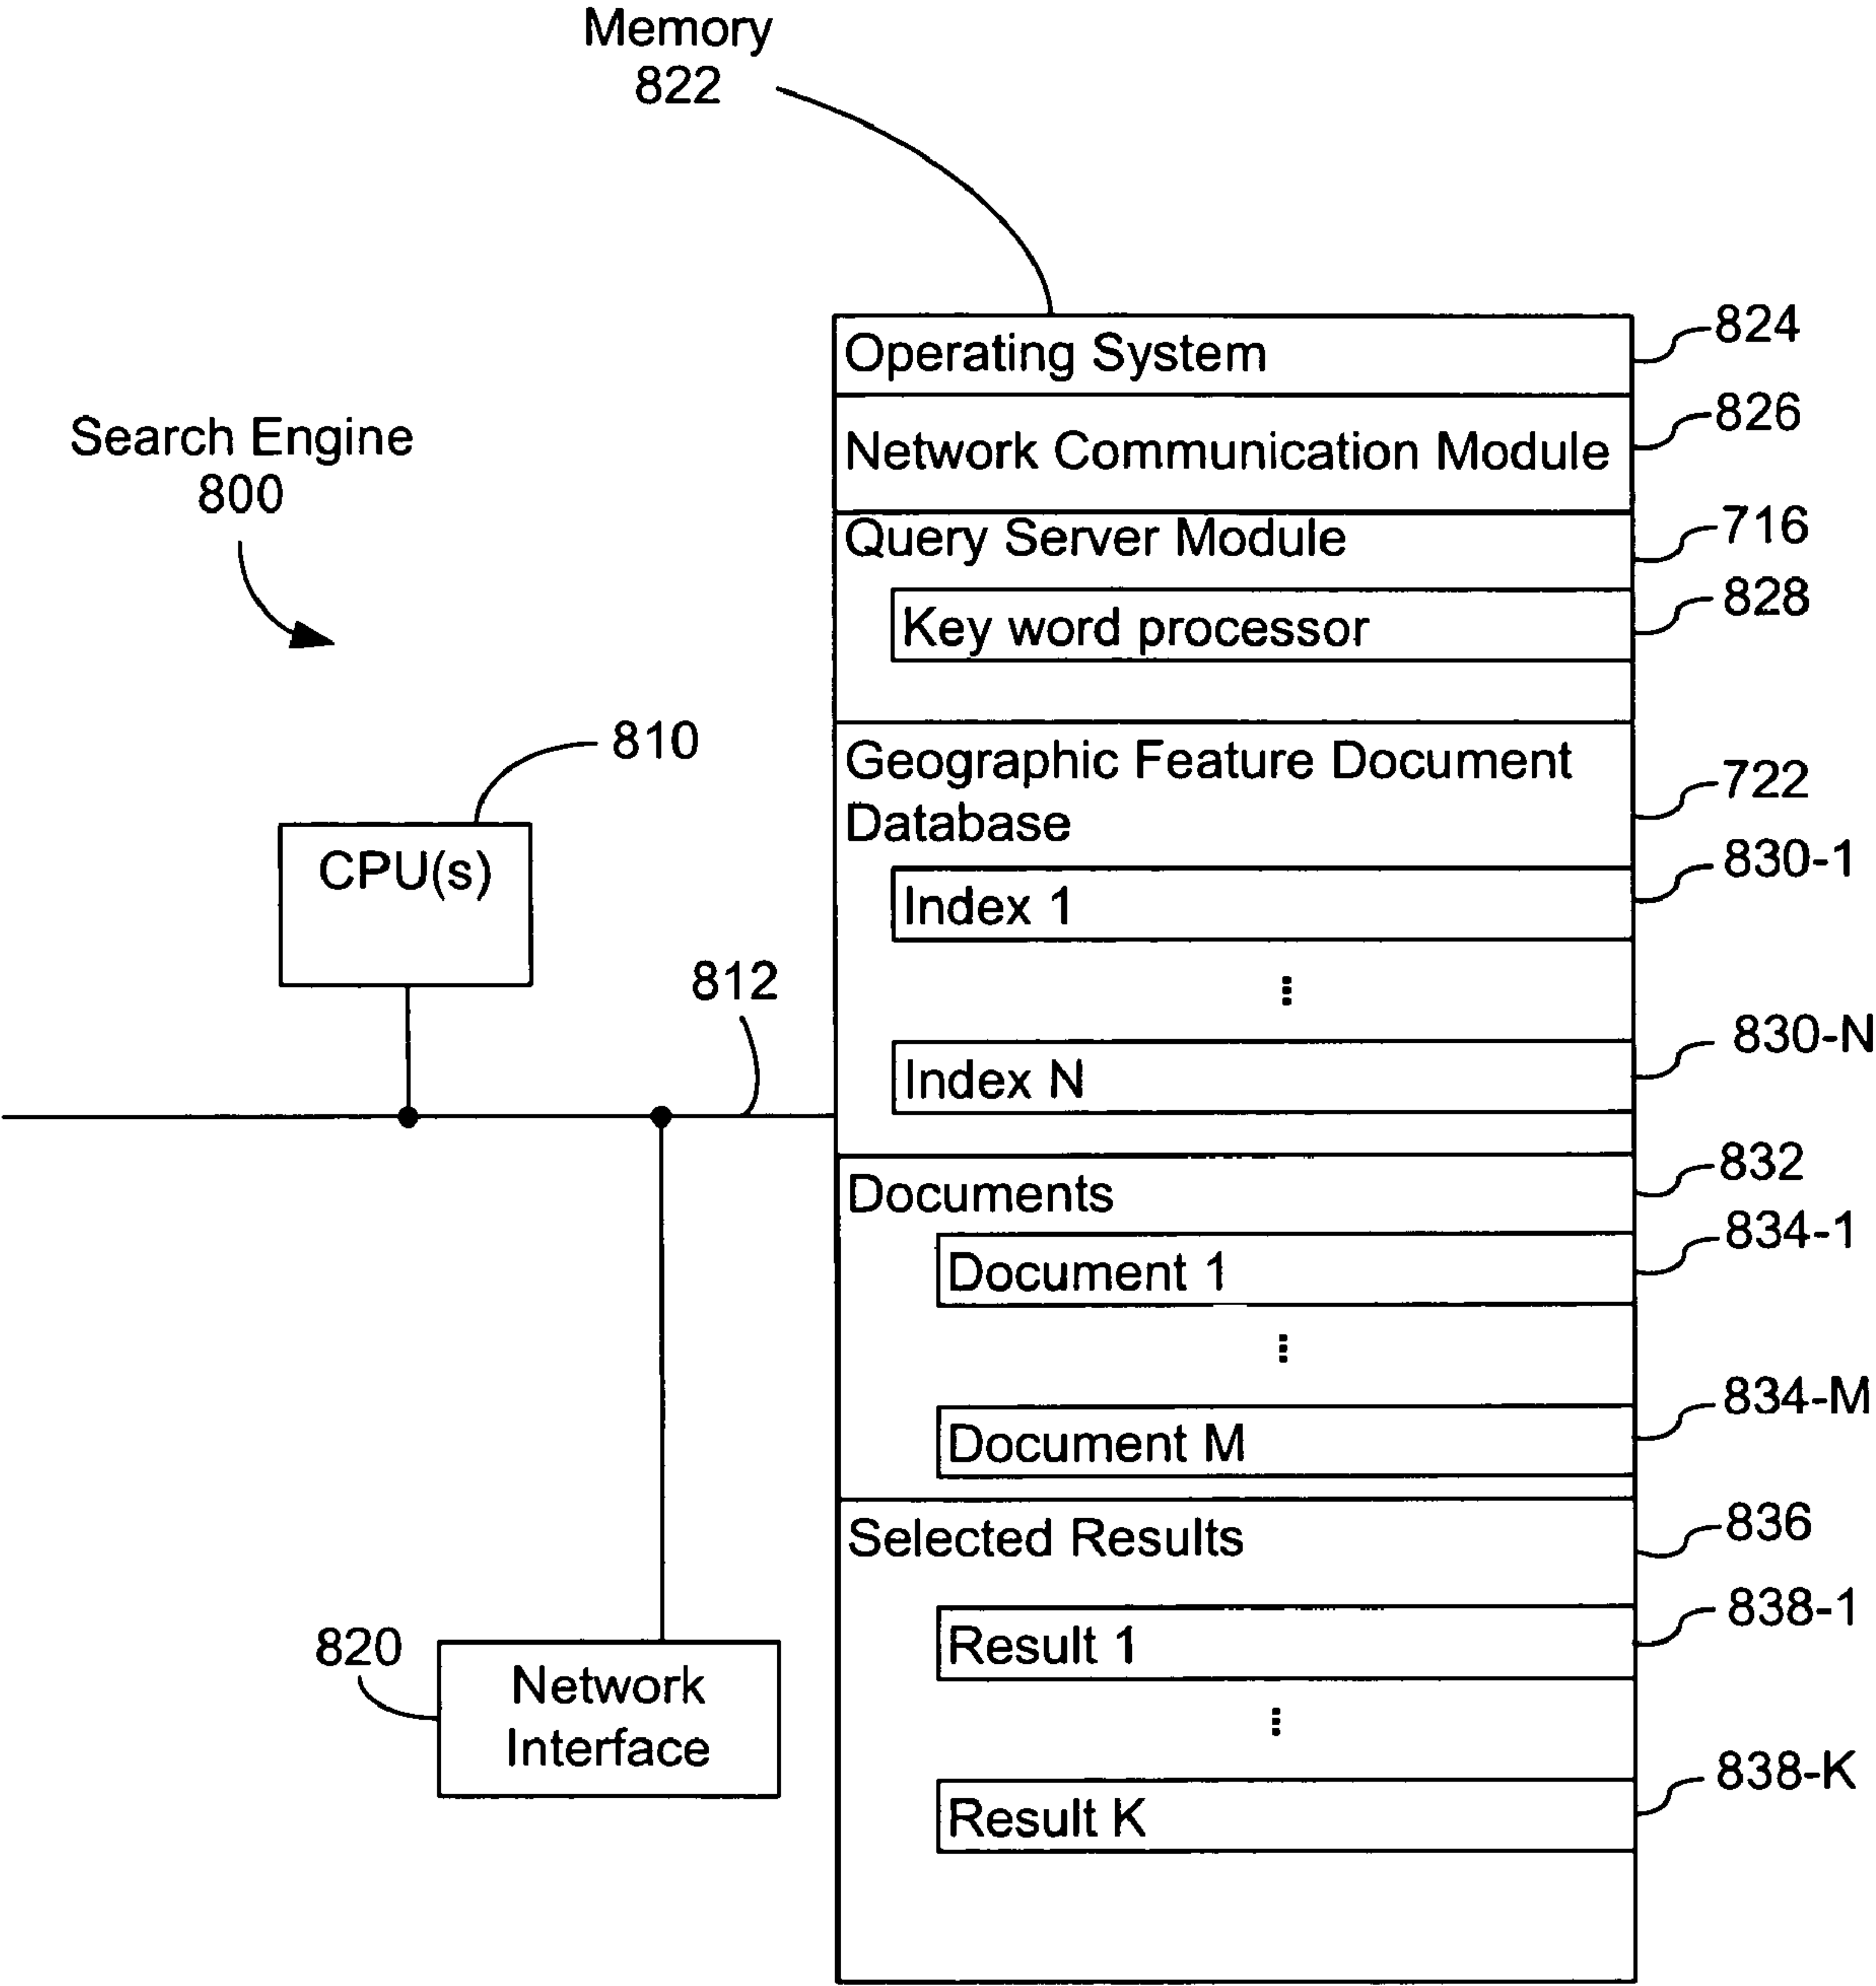 Memory
822
Operating System
824
Network Communication Module
826
Search Engine
800
Query Server Module
716
Key word processor
828
810
CPU(s)
Geographic Feature Document
Database
722
Index 1
830-1
812
Index N
830-N
Documents
832
Document 1
834-1
Document M
834-M
Selected Results
836
Result 1
838-1
820
Network
Interface
Result K
838-K